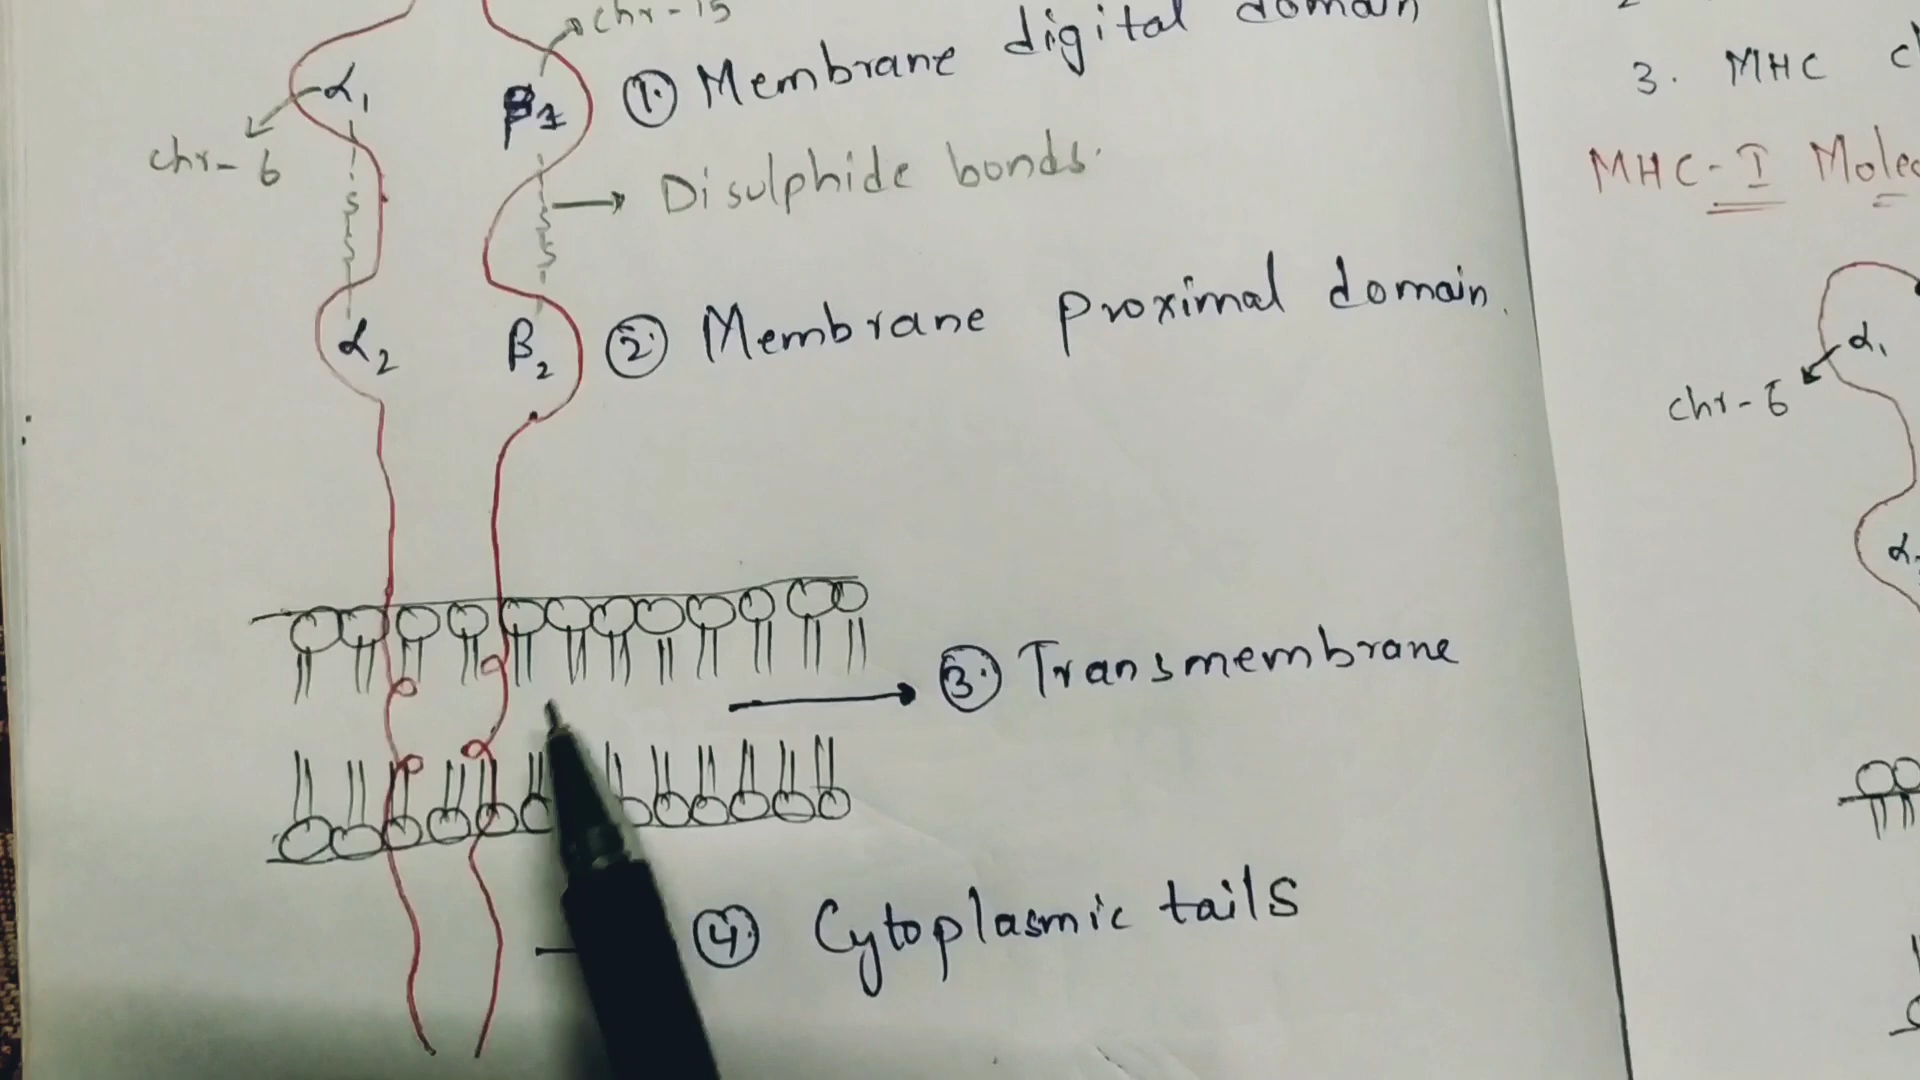 chr-15
① Membrane digital domain
α1
β1
chr-6
s
s
s
s
→ Disulphide bonds.
α2
β2
② Membrane proximal domain.
③ Transmembrane
④ Cytoplasmic tails
3. MHC
MHC-I
α1
chr-6